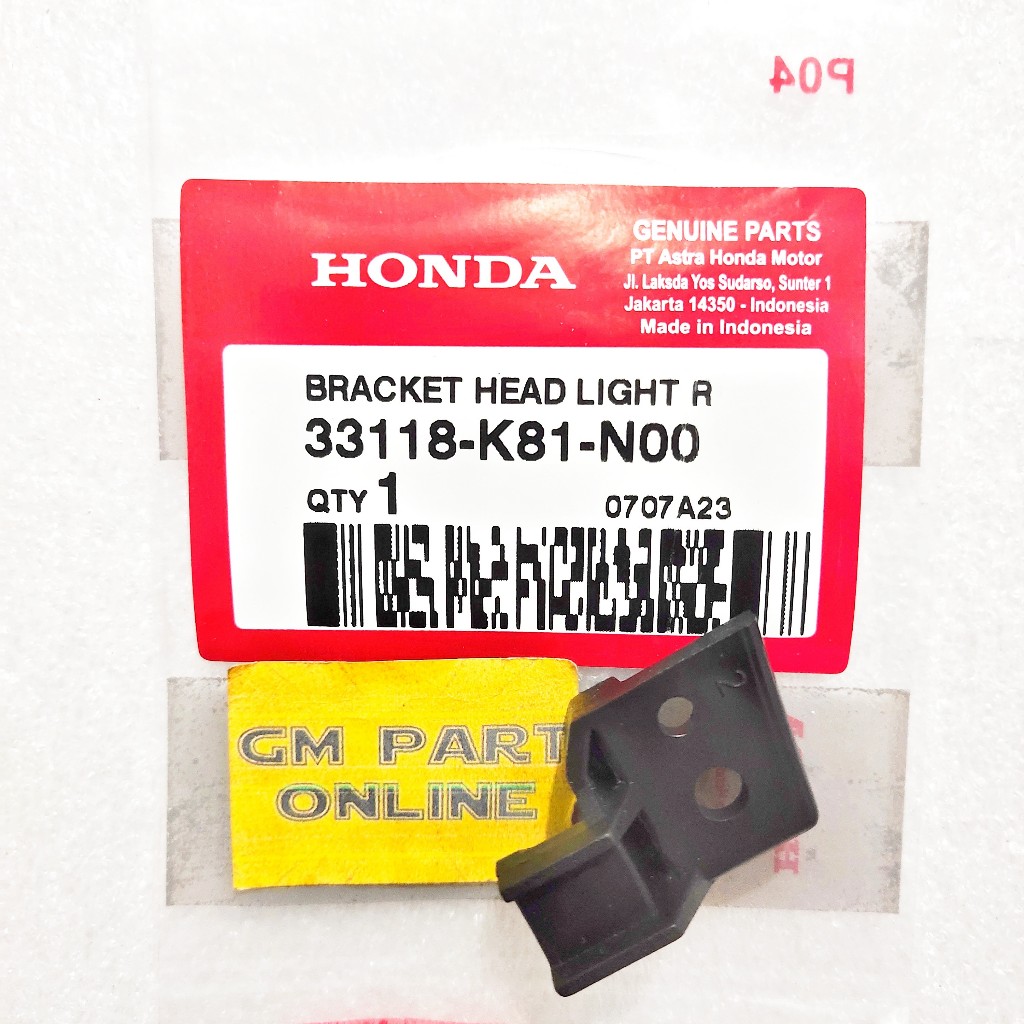 P04
HONDA
GENUINE PARTS
PT Astra Honda Motor
Jl. Laksda Yos Sudarso, Sunter 1
Jakarta 14350 - Indonesia
Made in Indonesia
BRACKET HEAD LIGHT R
33118-K81-N00
QTY 1
0707A23
GM PART
ONLINE
2